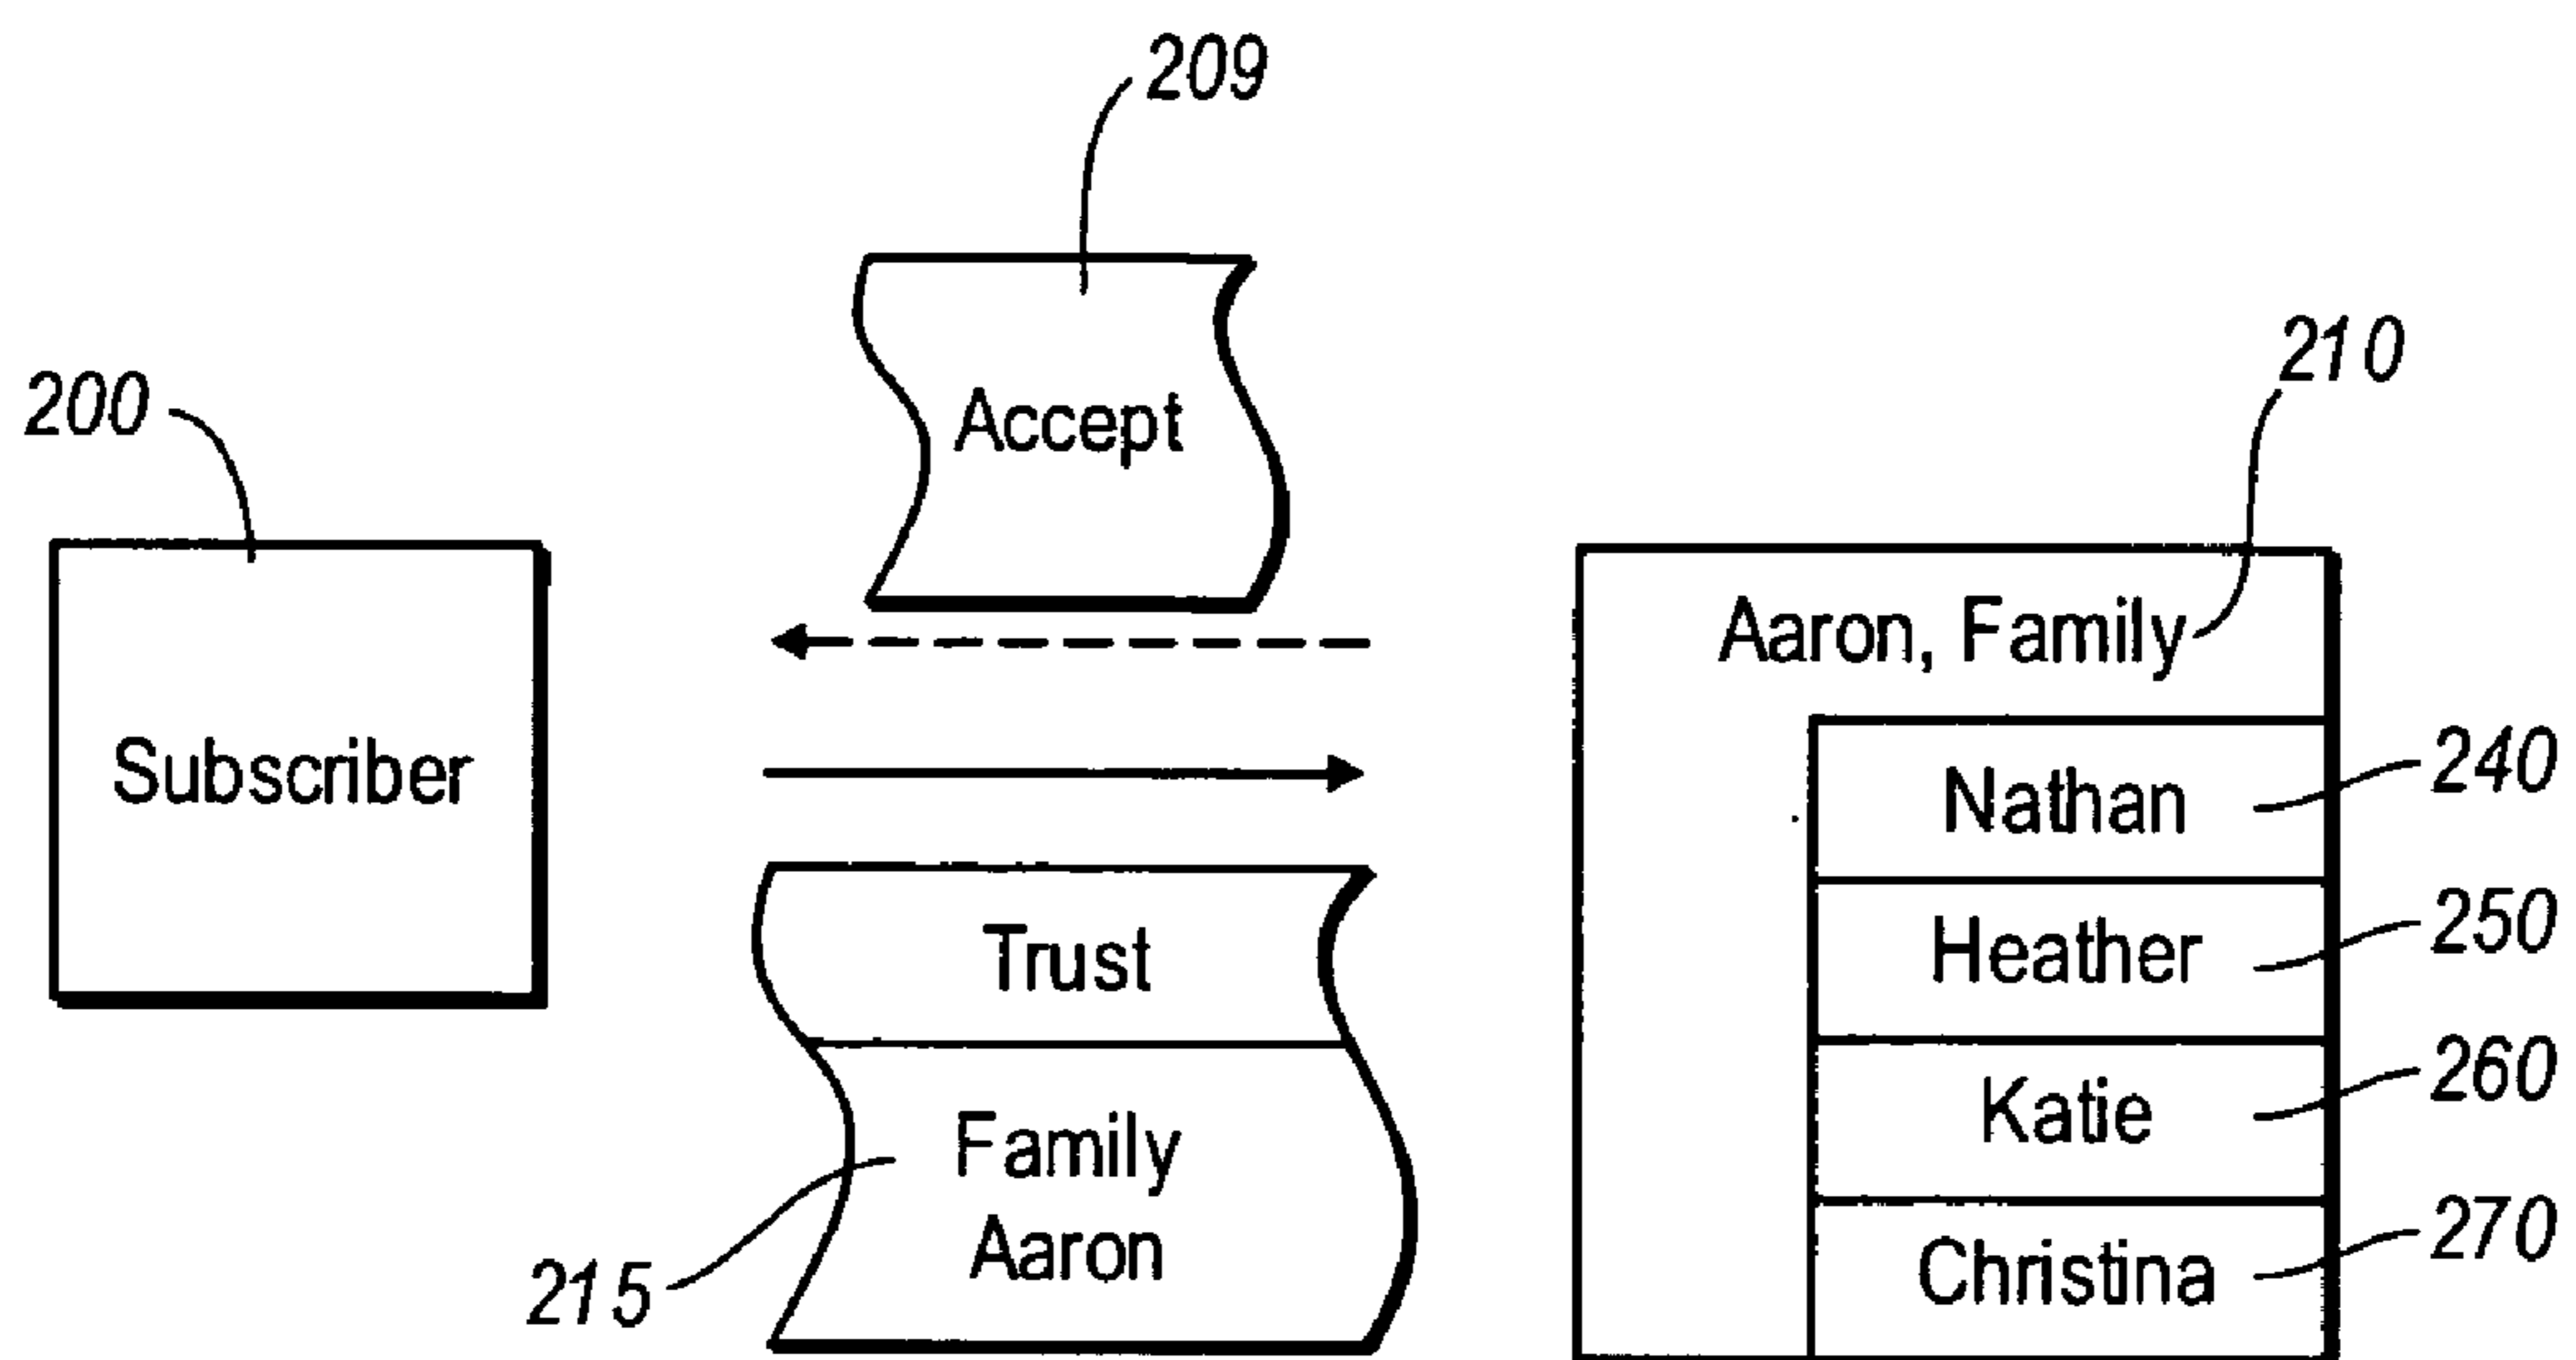 209
Accept
200
210
Subscriber
Aaron, Family
Nathan
240
Heather
250
Katie
260
Christina
270
Trust
Family
Aaron
215